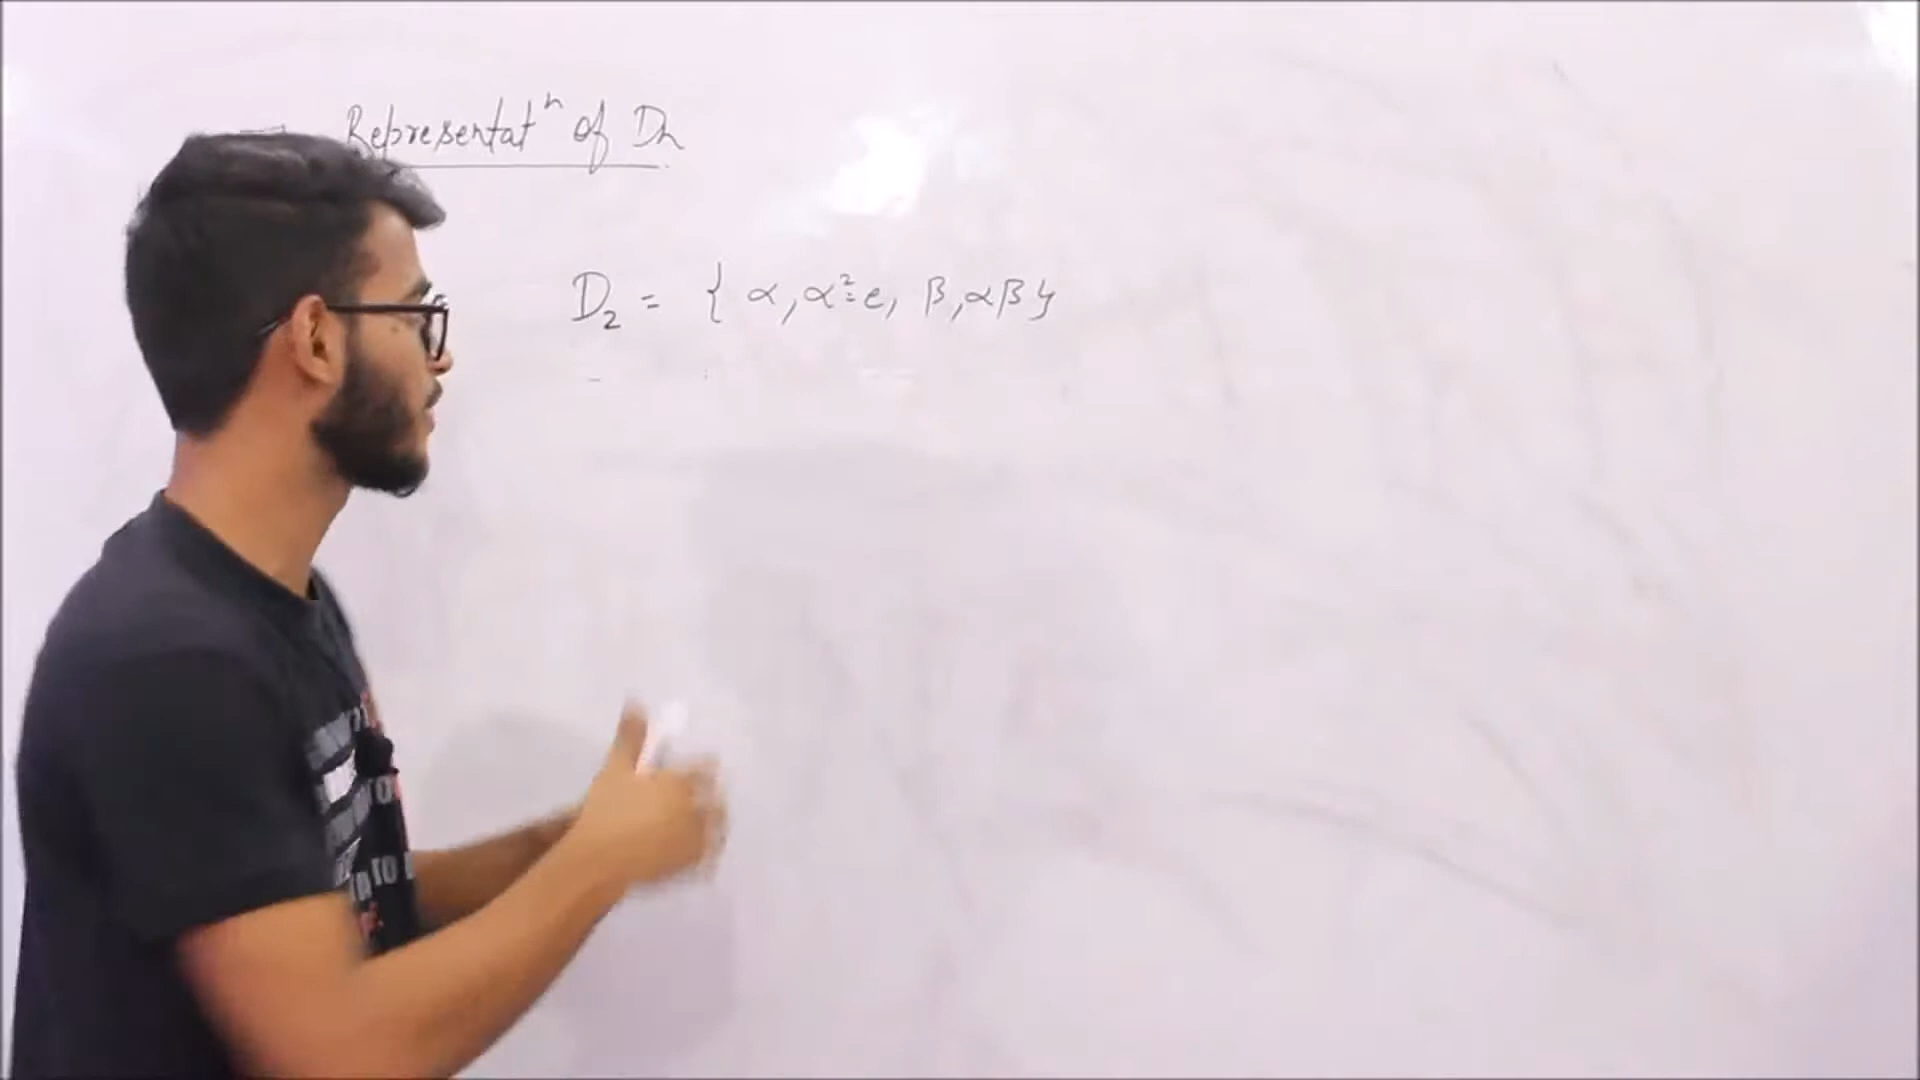 Representatⁿ of Dn
D₂ = { α, α² = e, β, αβ }